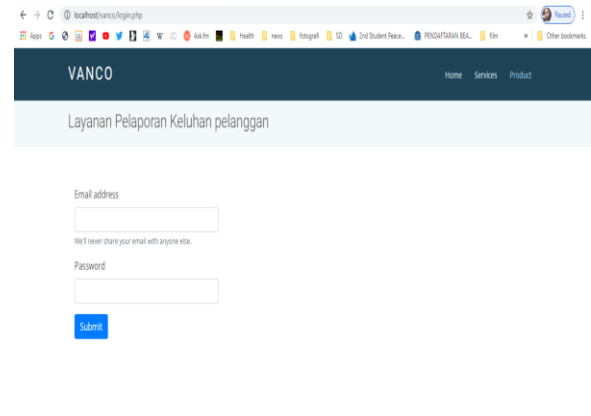 localhost/vanco/login.php
Paused
Apps
Ask.fm
Health
news
fotografi
SD
2nd Student Peace...
PENDAFTARAN BEA...
film
»
Other bookmarks
VANCO
Home Services Product
Layanan Pelaporan Keluhan pelanggan
Email address
We'll never share your email with anyone else.
Password
Submit